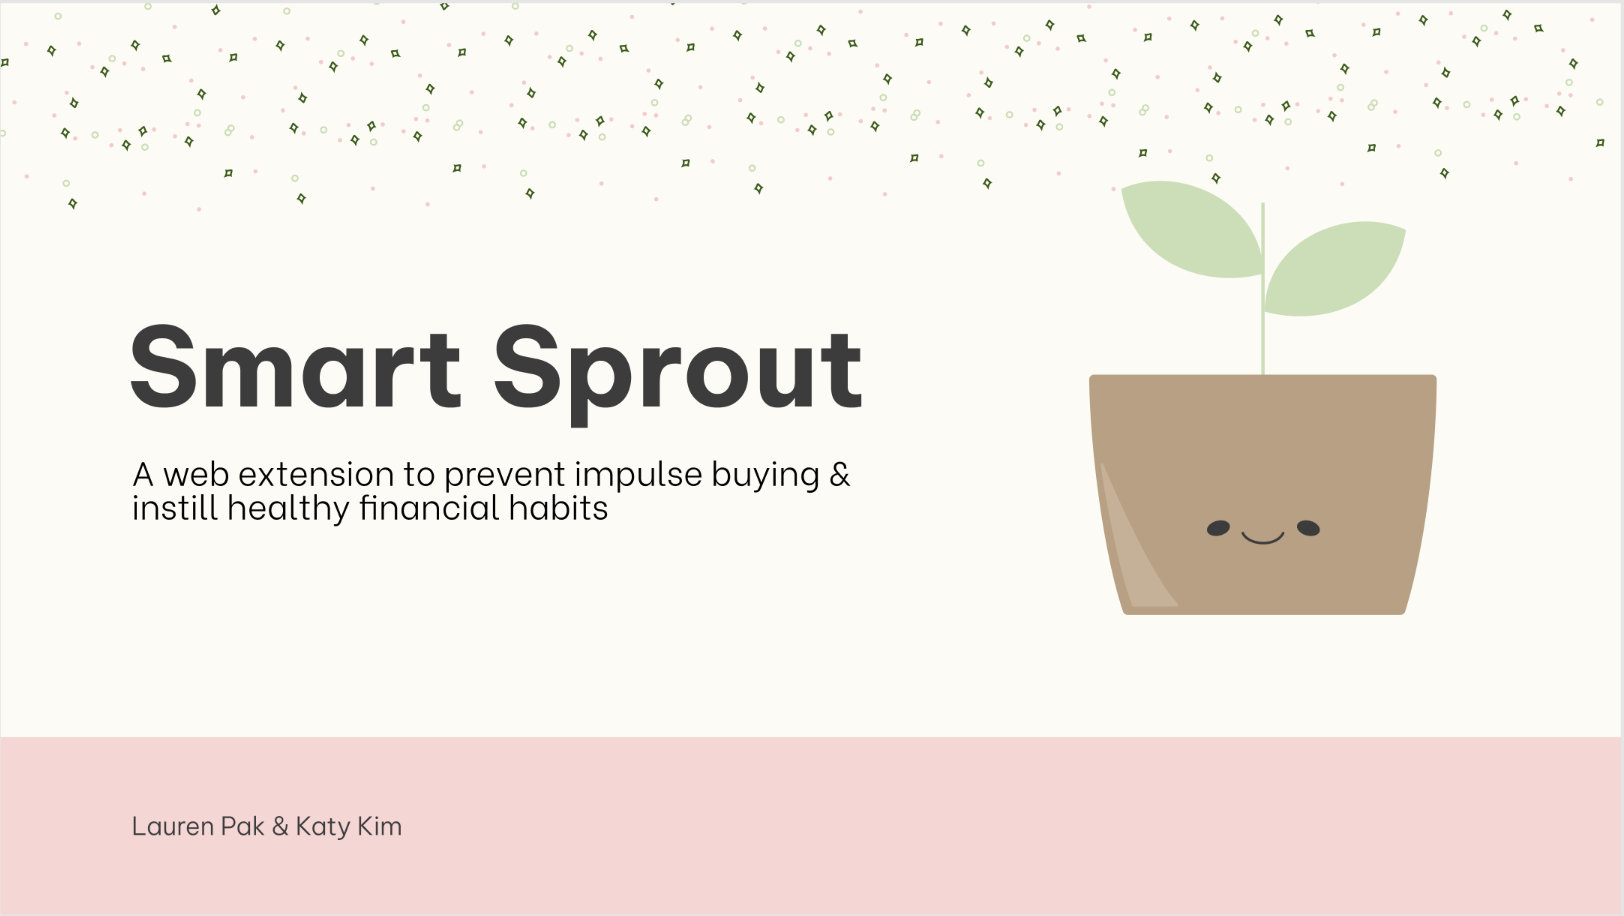 Smart Sprout
A web extension to prevent impulse buying &
instill healthy financial habits
Lauren Pak & Katy Kim